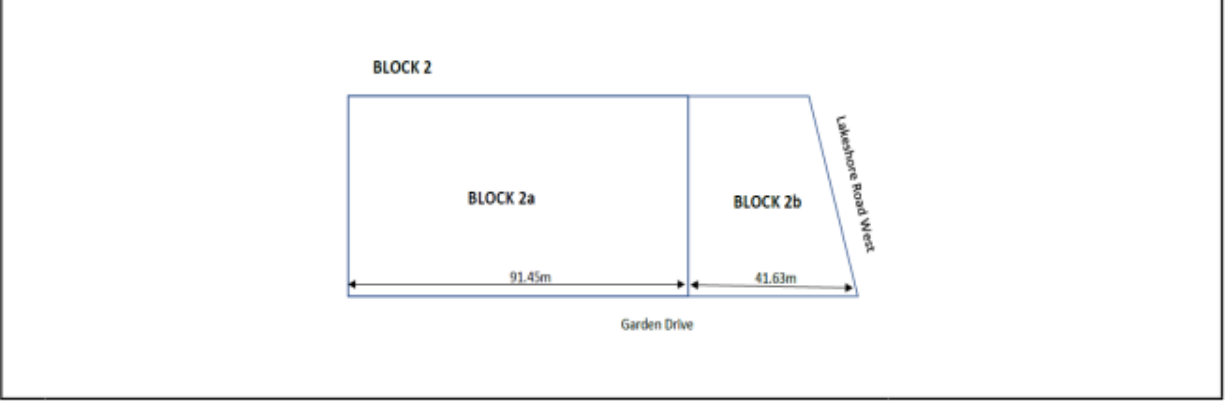 BLOCK 2
Lakeshore Road West
BLOCK 2a
BLOCK 2b
91.45m
41.63m
Garden Drive